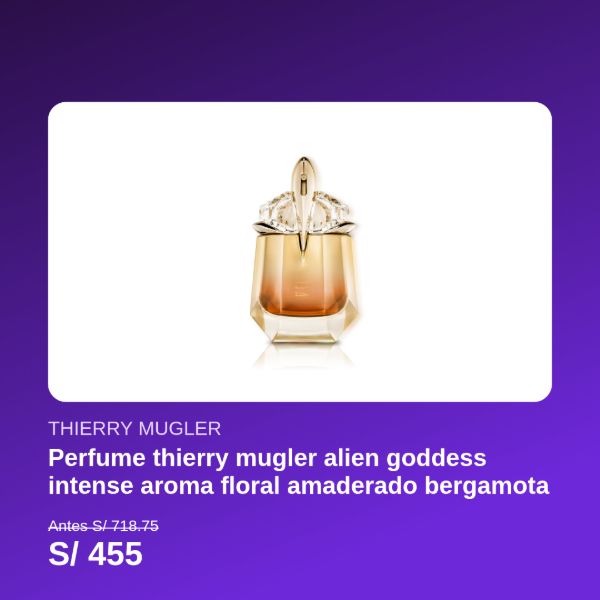 THIERRY MUGLER
Perfume thierry mugler alien goddess
intense aroma floral amaderado bergamota
Antes S/ 718.75
S/ 455